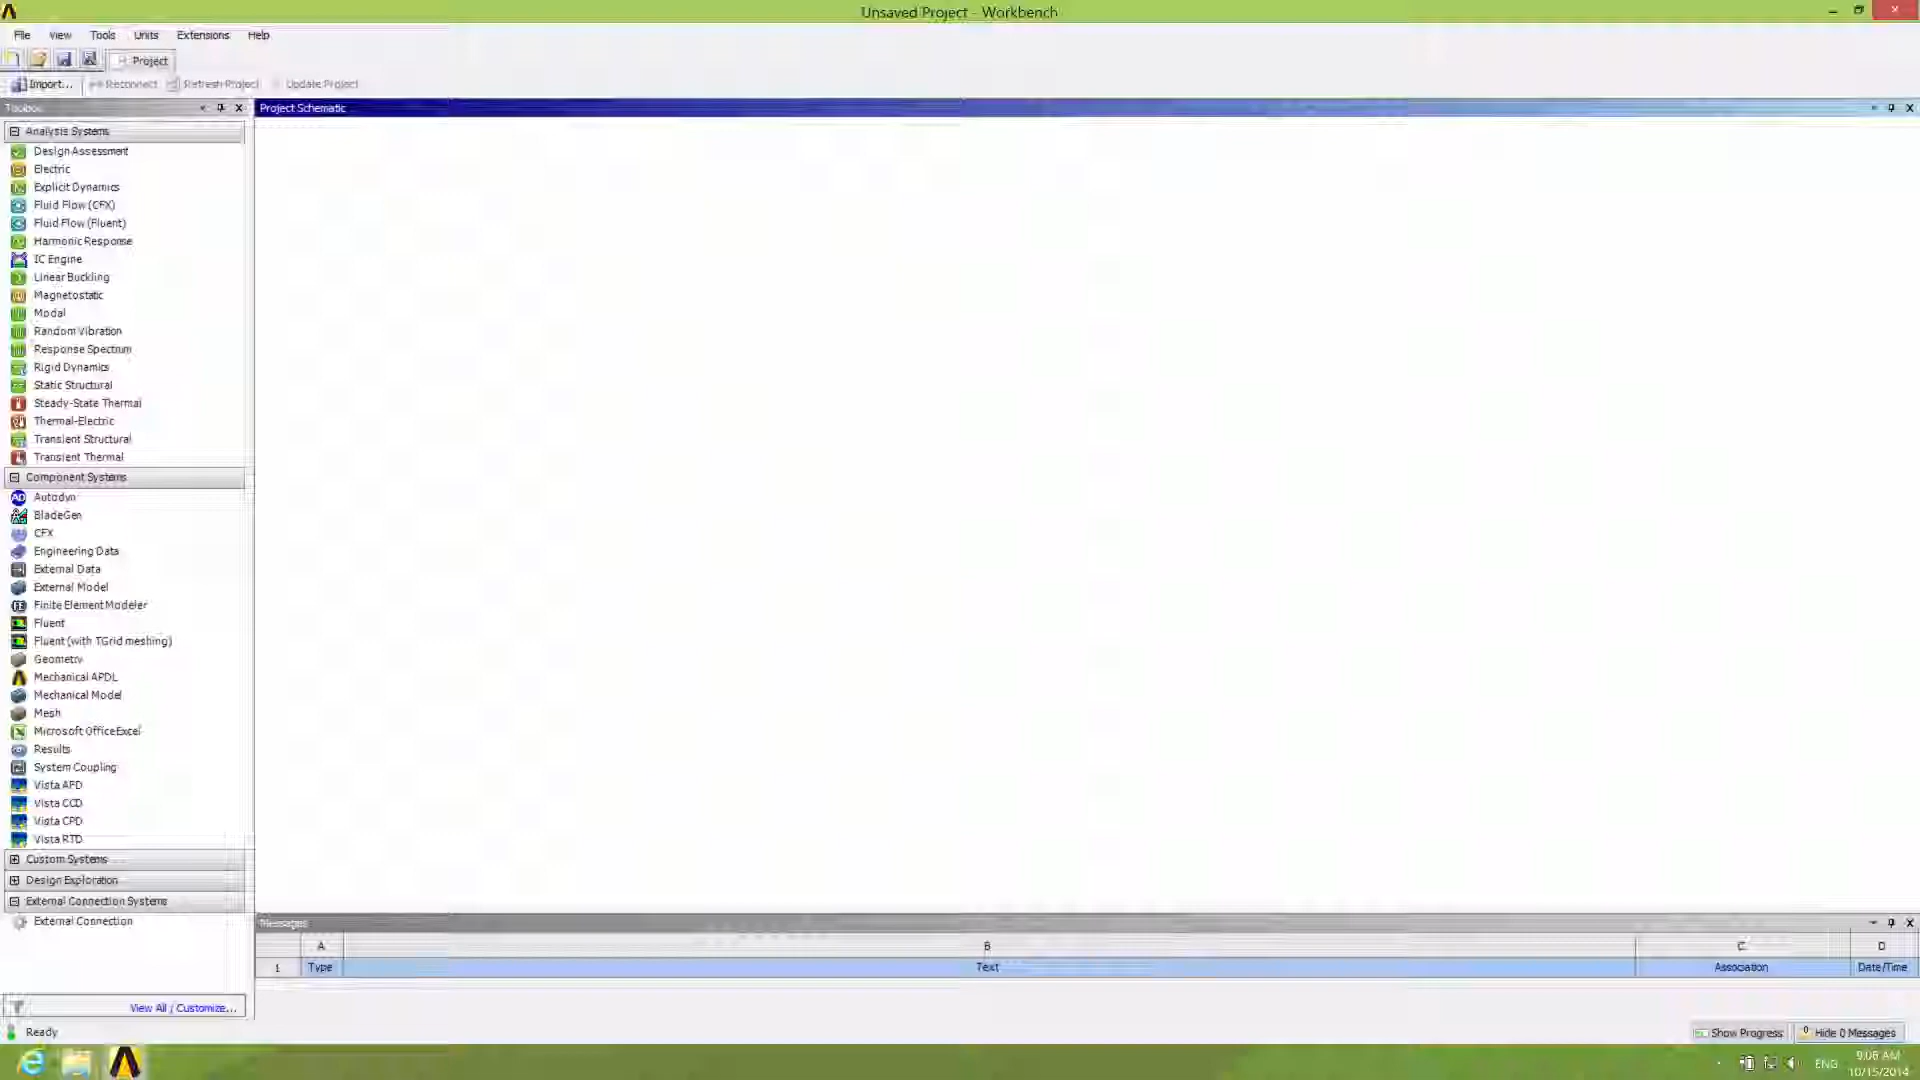 Unsaved Project - Workbench
File View Tools Units Extensions Help
Project
Import... Reconnect Refresh Project Update Project
Toolbox
Project Schematic
Analysis Systems
Design Assessment
Electric
Explicit Dynamics
Fluid Flow (CFX)
Fluid Flow (Fluent)
Harmonic Response
IC Engine
Linear Buckling
Magnetostatic
Modal
Random Vibration
Response Spectrum
Rigid Dynamics
Static Structural
Steady-State Thermal
Thermal-Electric
Transient Structural
Transient Thermal
Component Systems
Autodyn
BladeGen
CFX
Engineering Data
External Data
External Model
Finite Element Modeler
Fluent
Fluent (with TGrid meshing)
Geometry
Mechanical APDL
Mechanical Model
Mesh
Microsoft Office Excel
Results
System Coupling
Vista AFD
Vista CCD
Vista CPD
Vista RTD
Custom Systems
Design Exploration
External Connection Systems
External Connection
View All / Customize...
Messages
A B C D
1 Type Text Association Date/Time
Ready
Show Progress
Hide 0 Messages
ENG
9:06 AM
10/15/2014